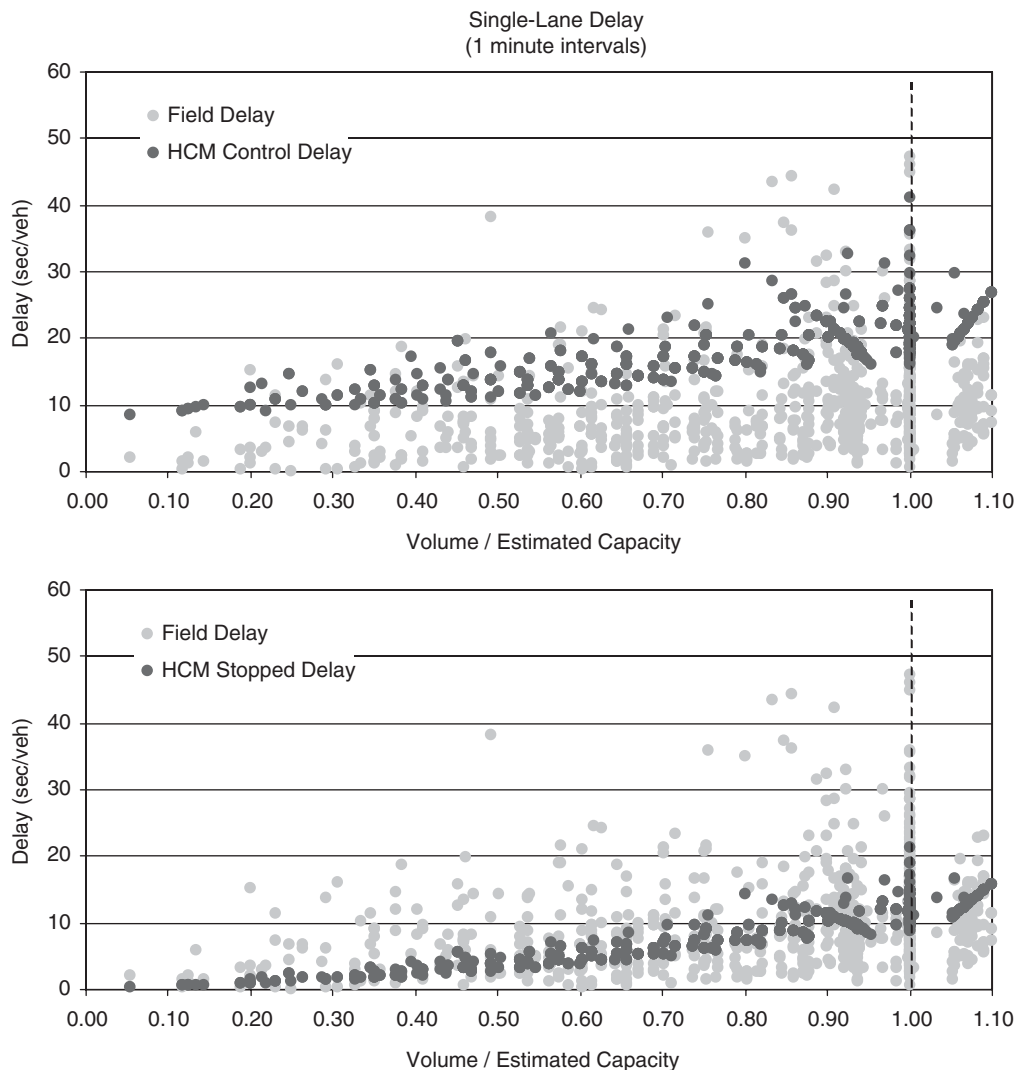 Single-Lane Delay
(1 minute intervals)
60
50
40
30
20
10
0
Delay (sec/veh)
Field Delay
HCM Control Delay
0.00 0.10 0.20 0.30 0.40 0.50 0.60 0.70 0.80 0.90 1.00 1.10
Volume / Estimated Capacity
60
50
40
30
20
10
0
Delay (sec/veh)
Field Delay
HCM Stopped Delay
0.00 0.10 0.20 0.30 0.40 0.50 0.60 0.70 0.80 0.90 1.00 1.10
Volume / Estimated Capacity